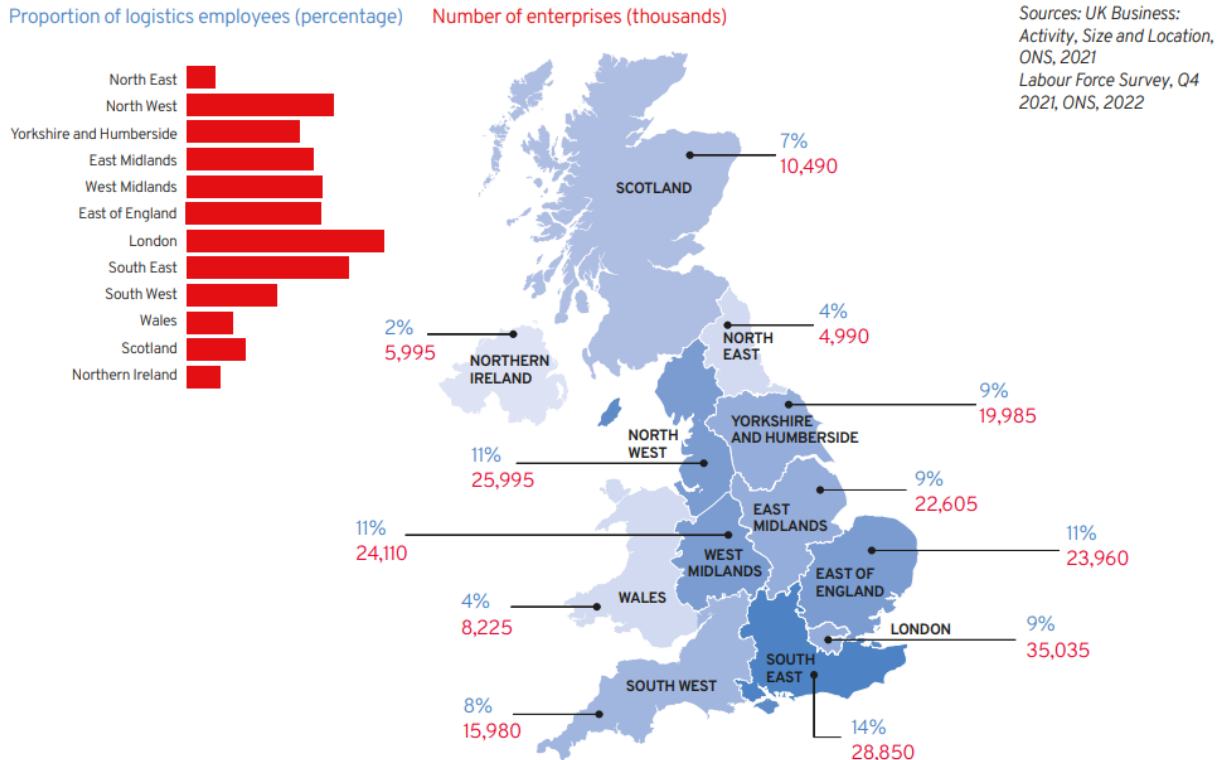 Proportion of logistics employees (percentage)
Number of enterprises (thousands)
Sources: UK Business:
Activity, Size and Location,
ONS, 2021
Labour Force Survey, Q4
2021, ONS, 2022
North East
North West
Yorkshire and Humberside
East Midlands
West Midlands
East of England
London
South East
South West
Wales
Scotland
Northern Ireland
7%
10,490
SCOTLAND
4%
4,990
NORTH
EAST
2%
5,995
NORTHERN
IRELAND
9%
19,985
YORKSHIRE
AND HUMBERSIDE
NORTH
WEST
11%
25,995
9%
22,605
EAST
MIDLANDS
11%
24,110
WEST
MIDLANDS
11%
23,960
EAST OF
ENGLAND
4%
8,225
WALES
LONDON
9%
35,035
SOUTH
EAST
14%
28,850
SOUTH WEST
8%
15,980